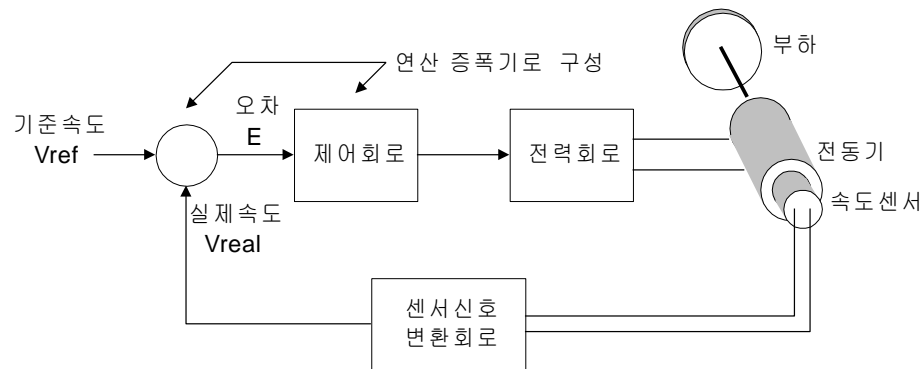 연산 증폭기로 구성
부하
기준속도
Vref
오차
E
제어회로
전력회로
전동기
속도센서
실제속도
Vreal
센서신호
변환회로